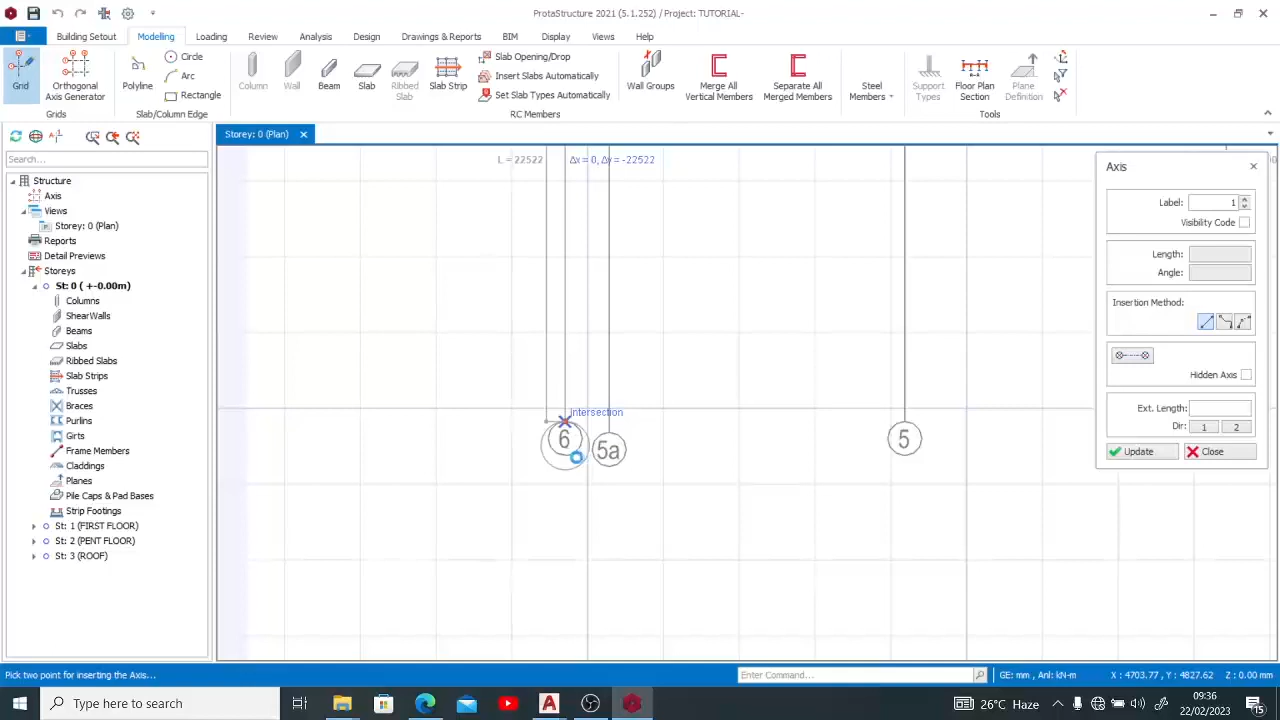 ProtaStructure 2021 (5.1.252) / Project: TUTORIAL-
Building Setout Modelling Loading Review Analysis Design Drawings & Reports BIM Display Views Help
Grid
Orthogonal
Axis Generator
Grids
Polyline
Circle
Arc
Rectangle
Slab/Column Edge
Column
Wall
Beam
Slab
Ribbed
Slab
Slab Strip
Slab Opening/Drop
Insert Slabs Automatically
Set Slab Types Automatically
RC Members
Wall Groups
Merge All
Vertical Members
Separate All
Merged Members
Steel
Members
Support
Types
Floor Plan
Section
Plane
Definition
Tools
Search...
Structure
Axis
Views
Storey: 0 (Plan)
Reports
Detail Previews
Storeys
St: 0 ( +-0.00m)
Columns
ShearWalls
Beams
Slabs
Ribbed Slabs
Slab Strips
Trusses
Braces
Purlins
Girts
Frame Members
Claddings
Planes
Pile Caps & Pad Bases
Strip Footings
St: 1 (FIRST FLOOR)
St: 2 (PENT FLOOR)
St: 3 (ROOF)
Storey: 0 (Plan)
L = 22522
Δx = 0, Δy = -22522
Intersection
6
5a
5
Axis
Label: 1
Visibility Code
Length:
Angle:
Insertion Method:
Hidden Axis
Ext. Length:
Dir: 1 2
Update
Close
Pick two point for inserting the Axis...
Enter Command...
GE: mm , Anl: kN-m
X : 4703.77 , Y : 4827.62
Z: 0.00 mm
Type here to search
26°C Haze
09:36
22/02/2023